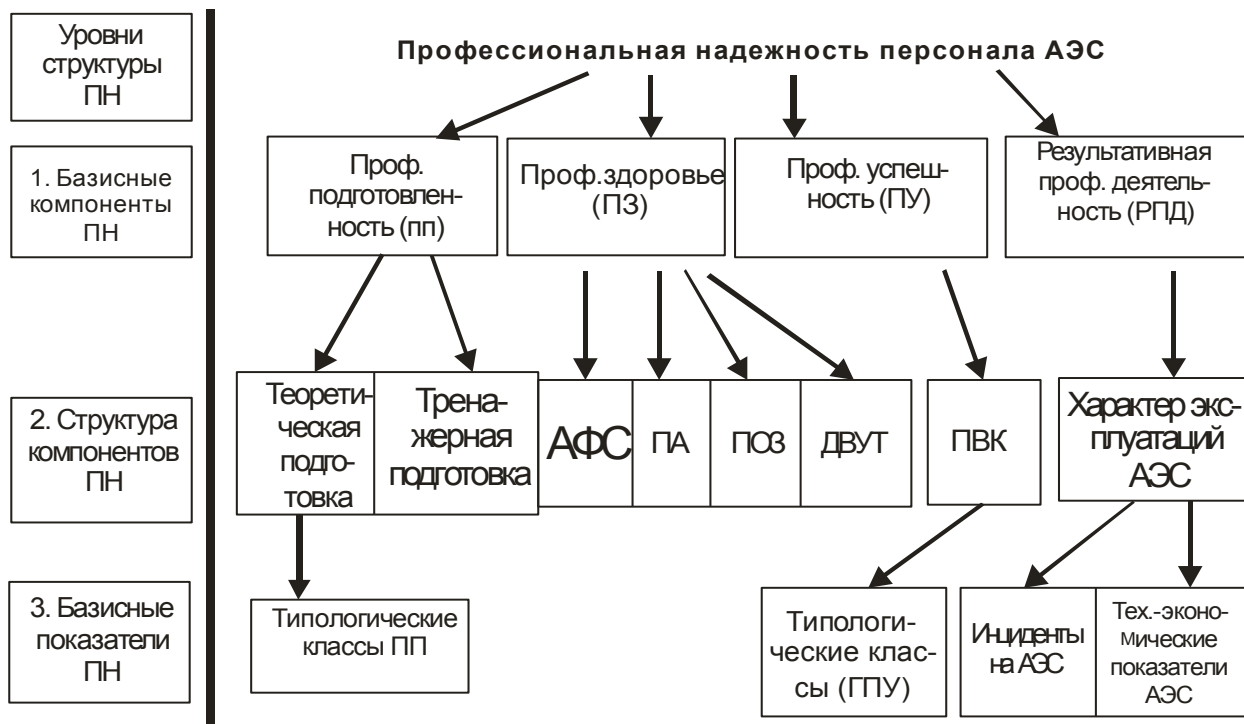 Уровни
структуры
ПН
Профессиональная надежность персонала АЭС
1. Базисные
компоненты
ПН
Проф.
подготовлен-
ность (пп)
Проф.здоровье
(ПЗ)
Проф. успеш-
ность (ПУ)
Результативная
проф. деятель-
ность (РПД)
2. Структура
компонентов
ПН
Теорети-
ческая
подго-
товка
Трена-
жерная
подготовка
АФС
ПА
ПОЗ
ДВУТ
ПВК
Характер экс-
плуатаций
АЭС
3. Базисные
показатели
ПН
Типологические
классы ПП
Типологи-
ческие клас-
сы (ГПУ)
Инциденты
на АЭС
Тех.-эконо-
мические
показатели
АЭС